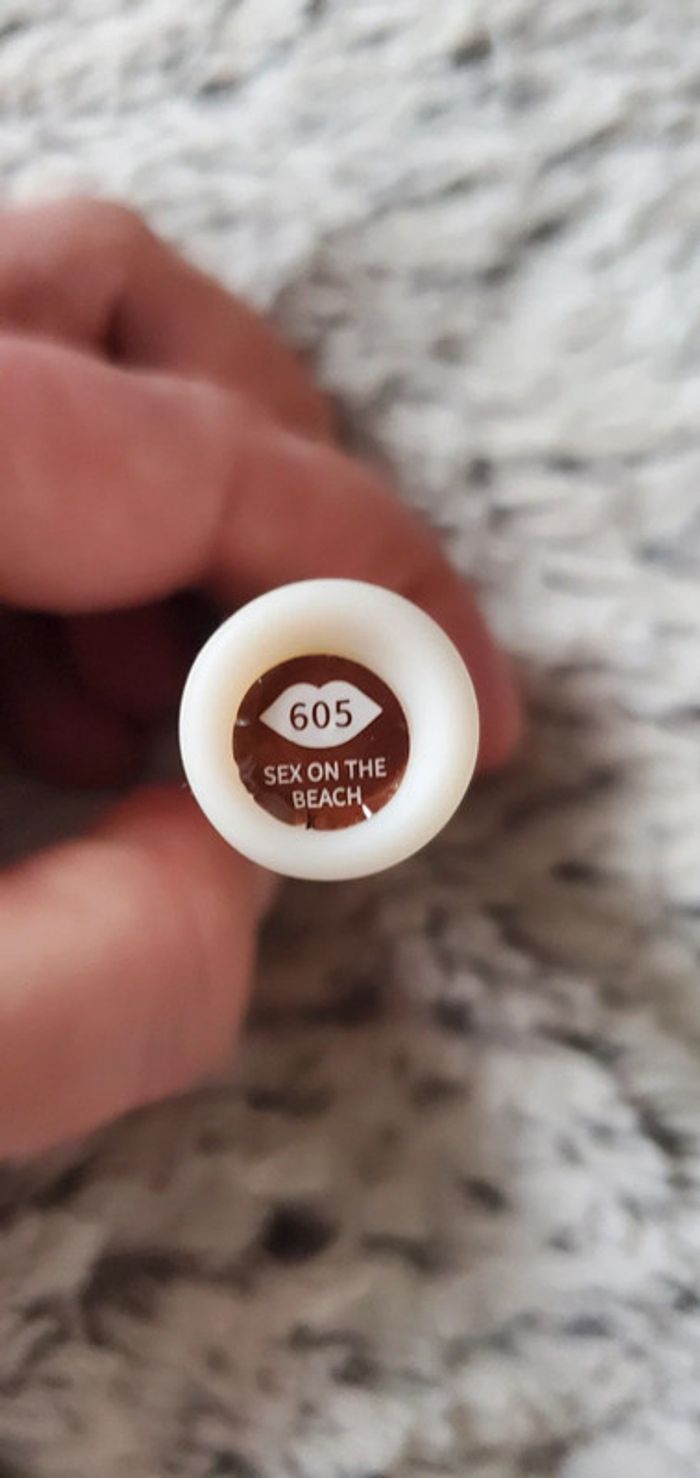 605
SEX ON THE
BEACH